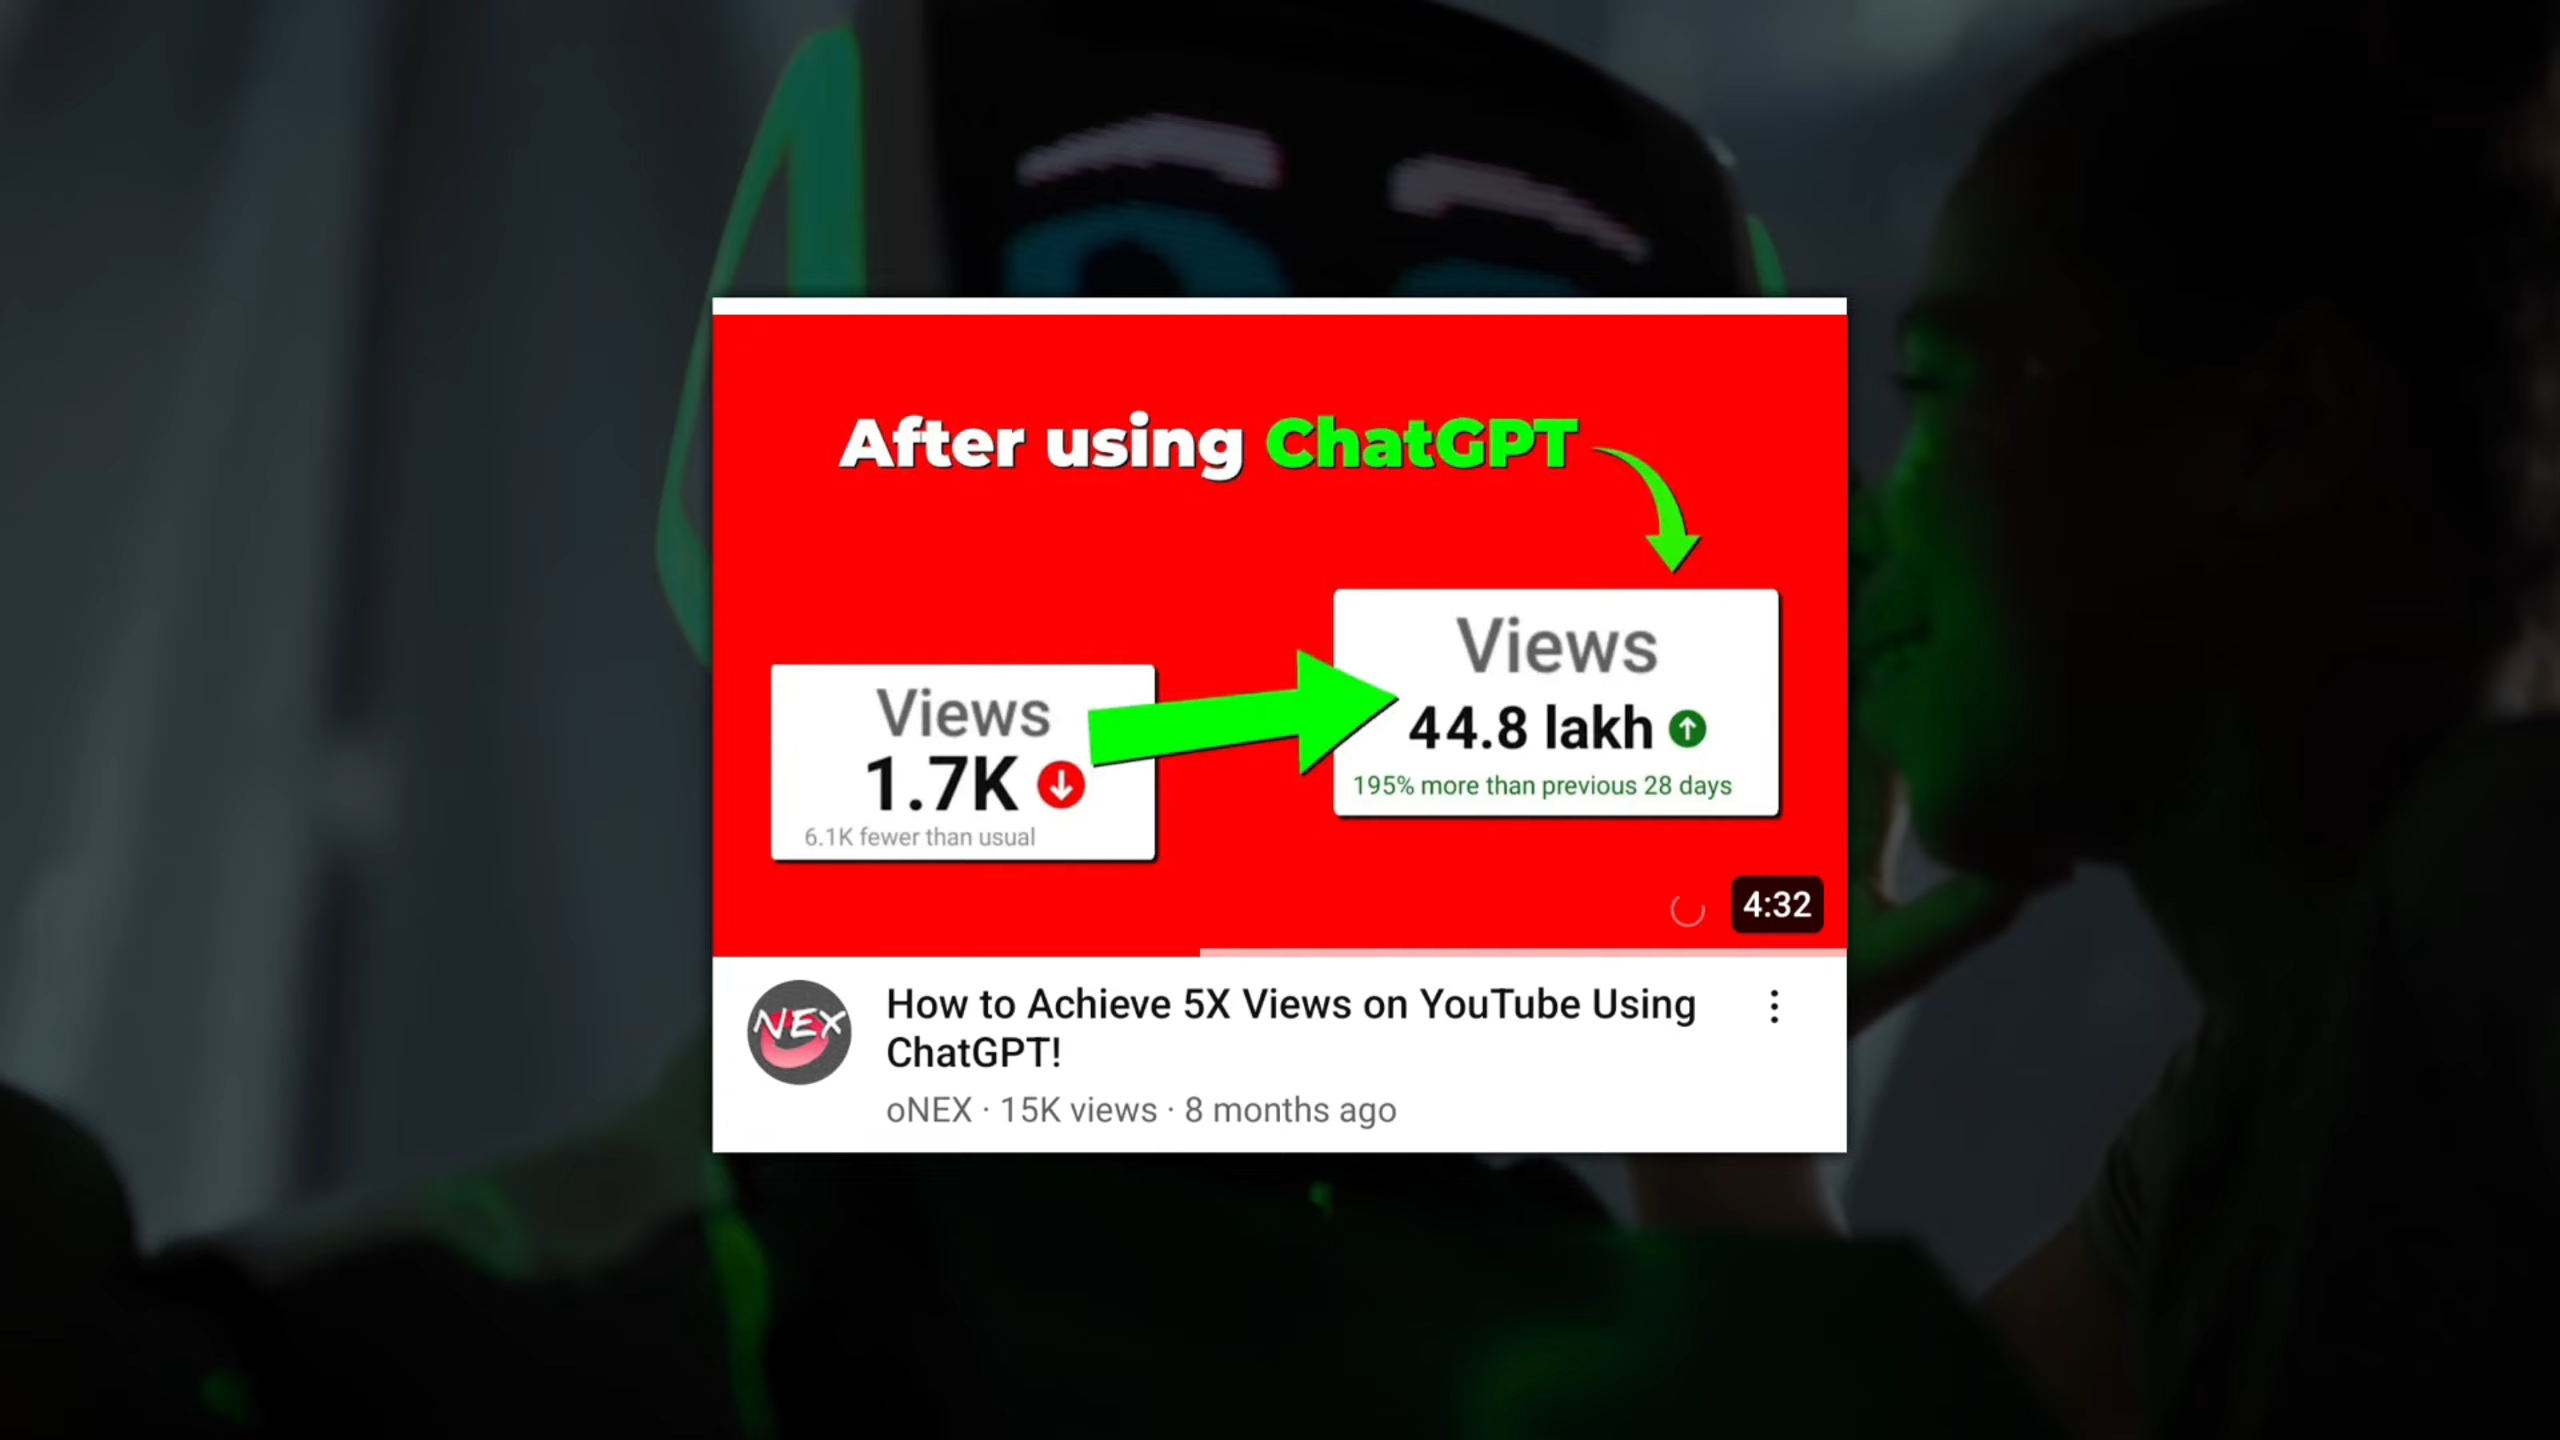 After using ChatGPT
Views
1.7K
6.1K fewer than usual
Views
44.8 lakh
195% more than previous 28 days
4:32
NEX
How to Achieve 5X Views on YouTube Using
ChatGPT!
oNEX · 15K views · 8 months ago